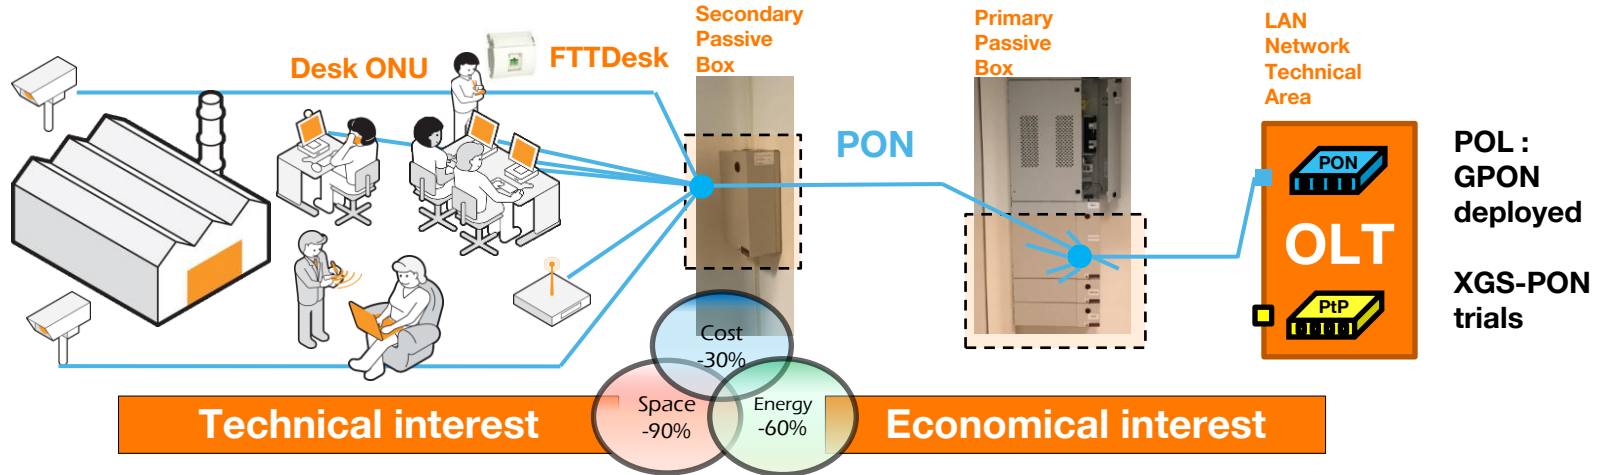 Secondary
Passive
Box
Primary
Passive
Box
LAN
Network
Technical
Area
Desk ONU
FTTDesk
PON
PON
OLT
PtP
POL :
GPON
deployed
XGS-PON
trials
Cost
-30%
Space
-90%
Energy
-60%
Technical interest
Economical interest